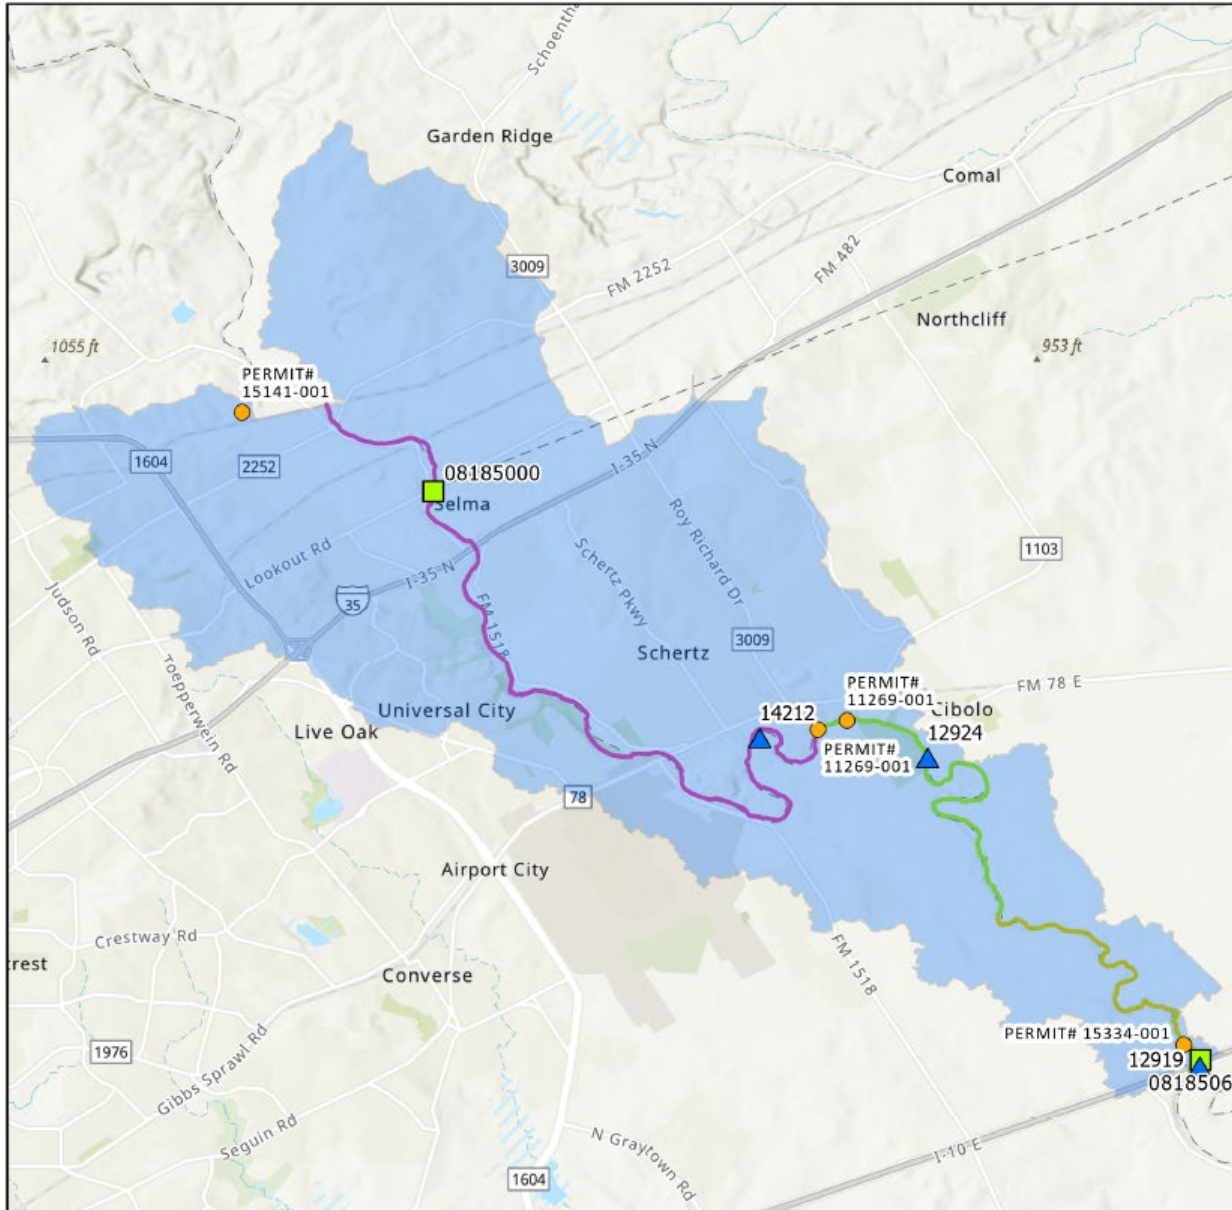 Schoentha
Garden Ridge
Comal
3009
FM 2252
FM 482
Northcliff
1055 ft
953 ft
PERMIT#
15141-001
1604
2252
08185000
Selma
I-35 N
Lookout Rd
I-35 N
35
Roy Richard Dr
Schertz Pkwy
1103
Judson Rd
FM 1518
Toepperwein Rd
Schertz
3009
FM 78 E
PERMIT#
11269-001
Cibolo
Universal City
14212
12924
Live Oak
PERMIT#
11269-001
78
Airport City
Crestway Rd
crest
Converse
FM 1518
PERMIT# 15334-001
1976
12919
0818506
Gibbs Sprawl Rd
Seguin Rd
N Graytown Rd
I-10 E
1604